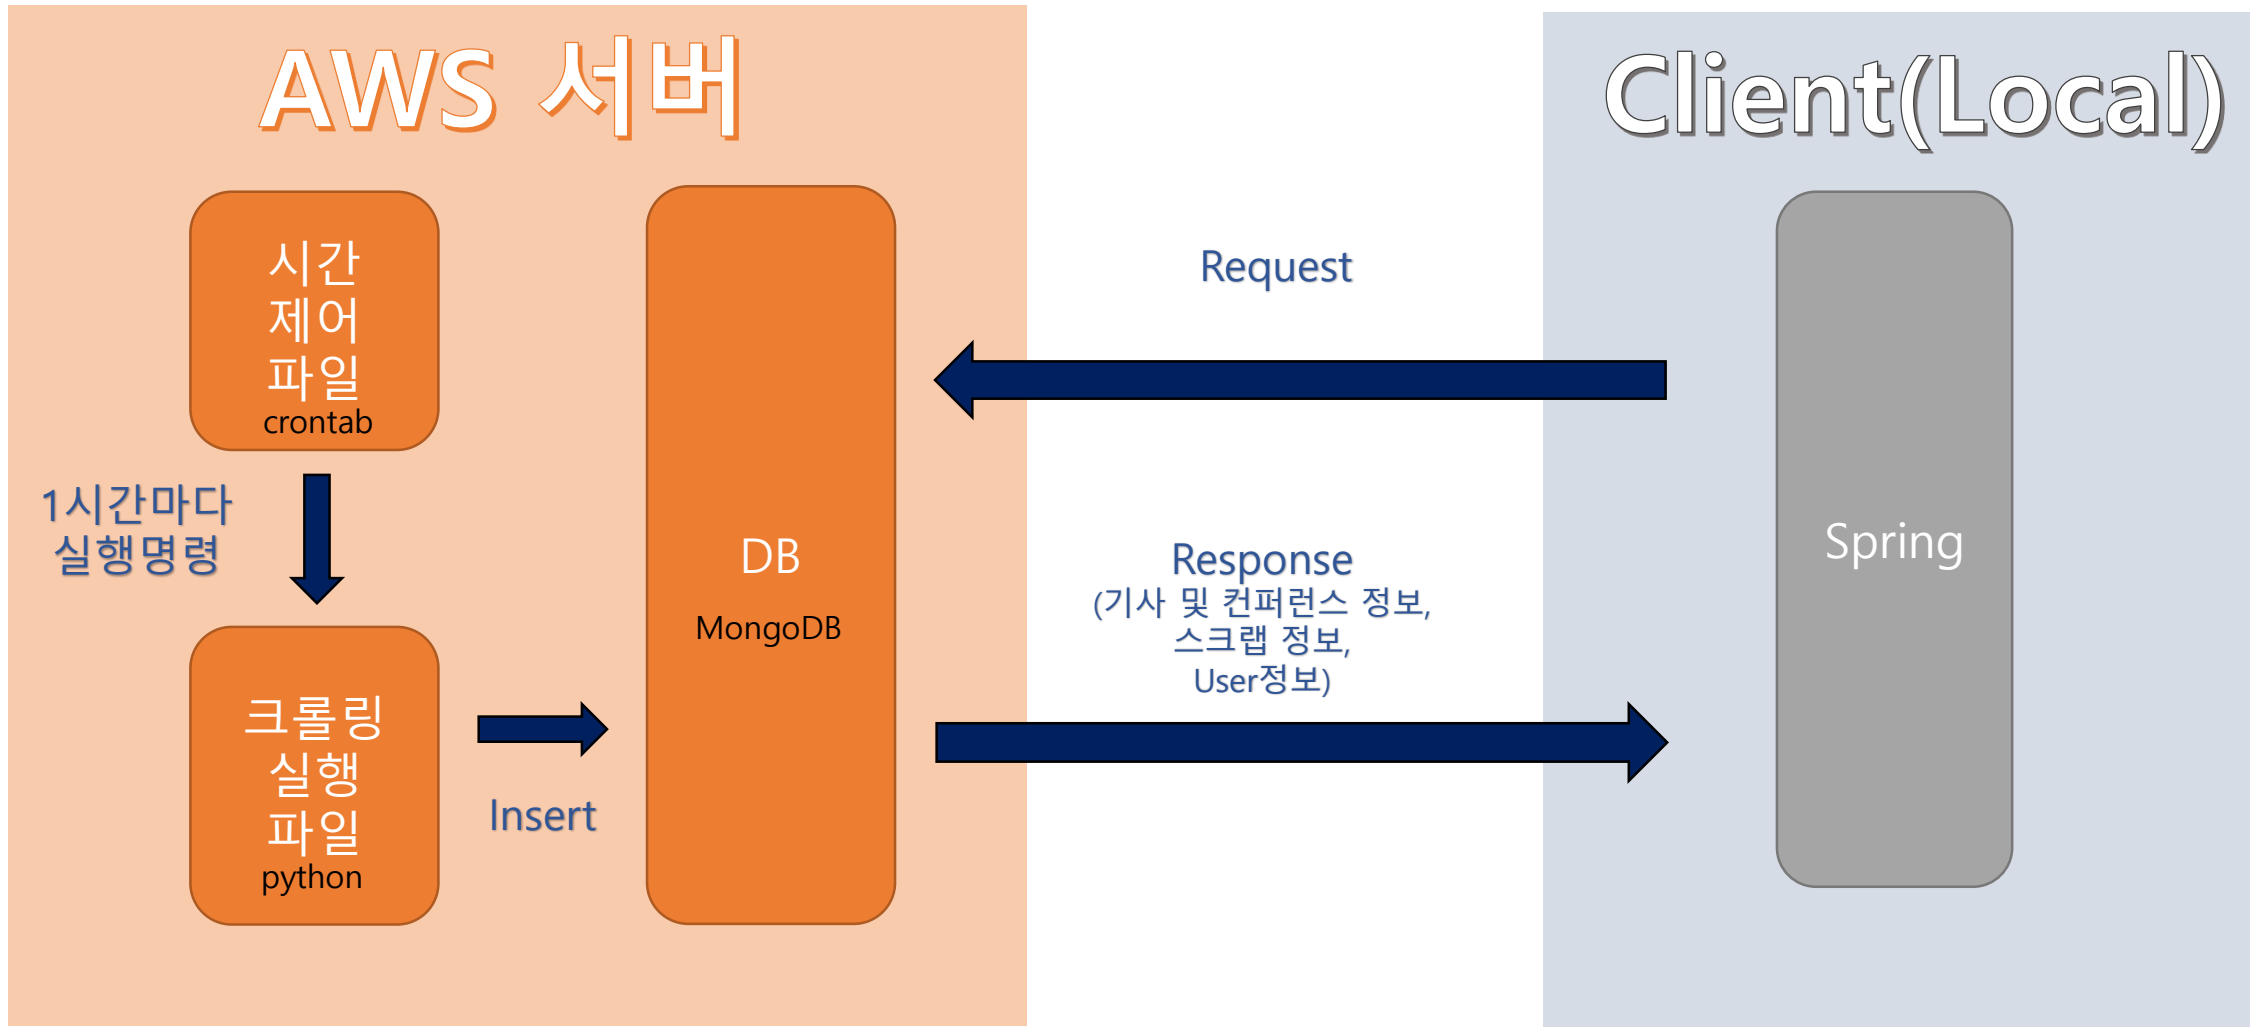 AWS 서버
시간
제어
파일
crontab
1시간마다
실행명령
크롤링
실행
파일
python
Insert
DB
MongoDB
Request
Response
(기사 및 컨퍼런스 정보,
스크랩 정보,
User정보)
Client(Local)
Spring